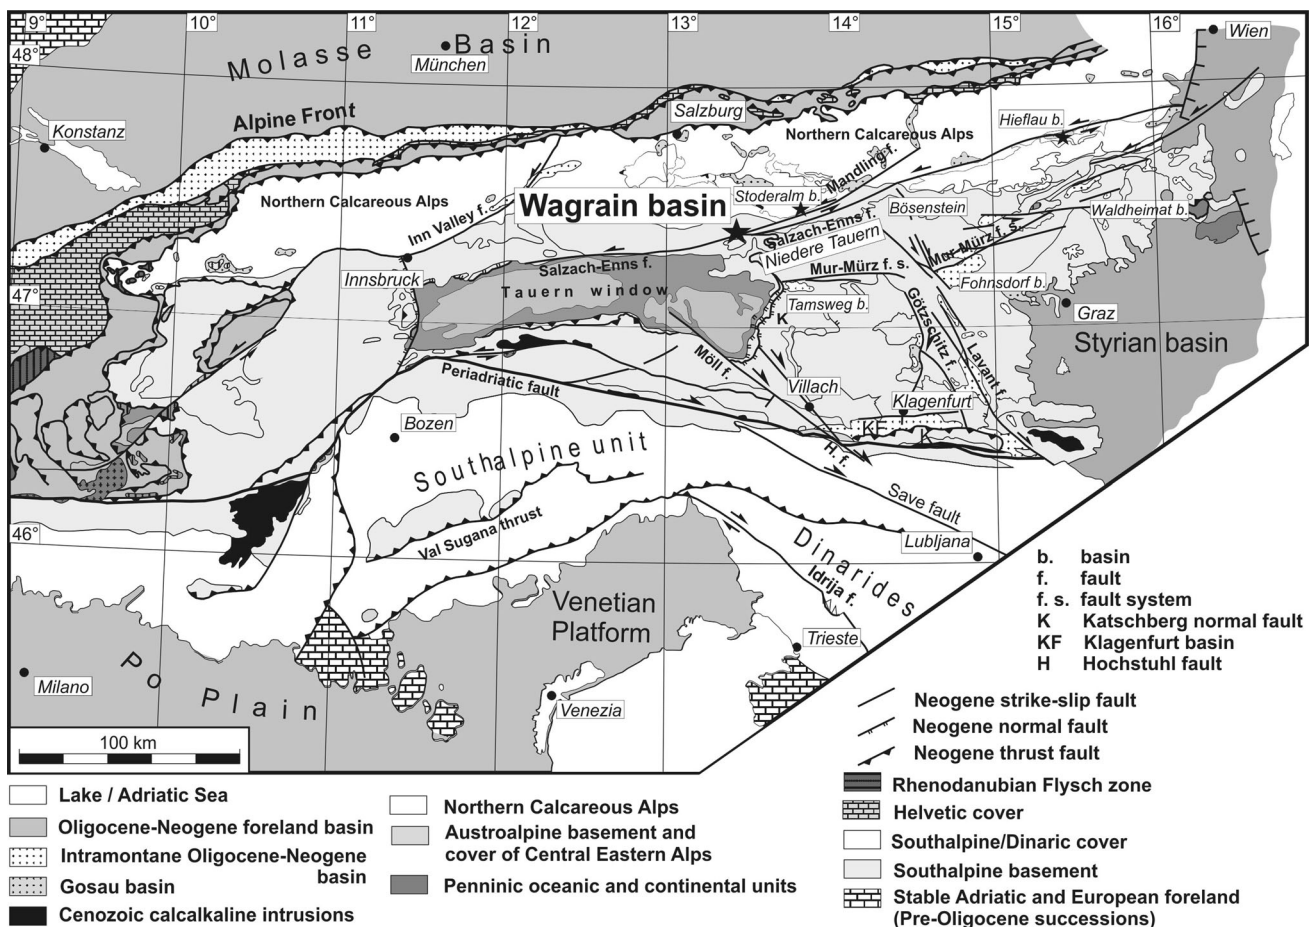 9°
10°
11°
12°
13°
14°
15°
16°
48°
47°
46°
Molasse Basin
München
Wien
Konstanz
Alpine Front
Salzburg
Hieflau b.
Northern Calcareous Alps
Northern Calcareous Alps
Mandling f.
Stoderalm b.
Wagrain basin
Inn Valley f.
Bösenstein
Waldheimat b.
Salzach-Enns f.
Niedere Tauern
Mur-Mürz f. s.
Innsbruck
Salzach-Enns f.
Mur-Mürz f. s.
Fohnsdorf b.
Tauern window
Tamsweg b.
K
Graz
Götzschitz f.
Styrian basin
Lavant f.
Möll f.
Periadriatic fault
Villach
Klagenfurt
Bozen
KF
K
Southalpine unit
H. f.
Save fault
Val Sugana thrust
Lubljana
Dinarides
Idrija f.
Venetian
Platform
Trieste
Po Plain
Milano
Venezia
100 km
b. basin
f. fault
f. s. fault system
K Katschberg normal fault
KF Klagenfurt basin
H Hochstuhl fault
Neogene strike-slip fault
Neogene normal fault
Neogene thrust fault
Rhenodanubian Flysch zone
Helvetic cover
Southalpine/Dinaric cover
Southalpine basement
Stable Adriatic and European foreland
(Pre-Oligocene successions)
Lake / Adriatic Sea
Oligocene-Neogene foreland basin
Intramontane Oligocene-Neogene
basin
Gosau basin
Cenozoic calcalkaline intrusions
Northern Calcareous Alps
Austroalpine basement and
cover of Central Eastern Alps
Penninic oceanic and continental units